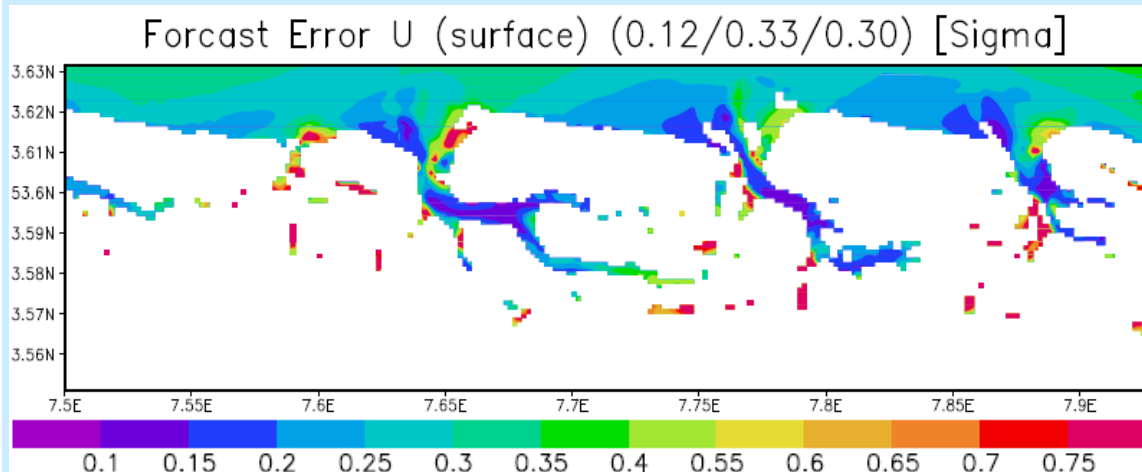 Forcast Error U (surface) (0.12/0.33/0.30) [Sigma]
3.63N
3.62N
3.61N
53.6N
3.59N
3.58N
3.57N
3.56N
7.5E 7.55E 7.6E 7.65E 7.7E 7.75E 7.8E 7.85E 7.9E
0.1 0.15 0.2 0.25 0.3 0.35 0.4 0.55 0.6 0.65 0.7 0.75